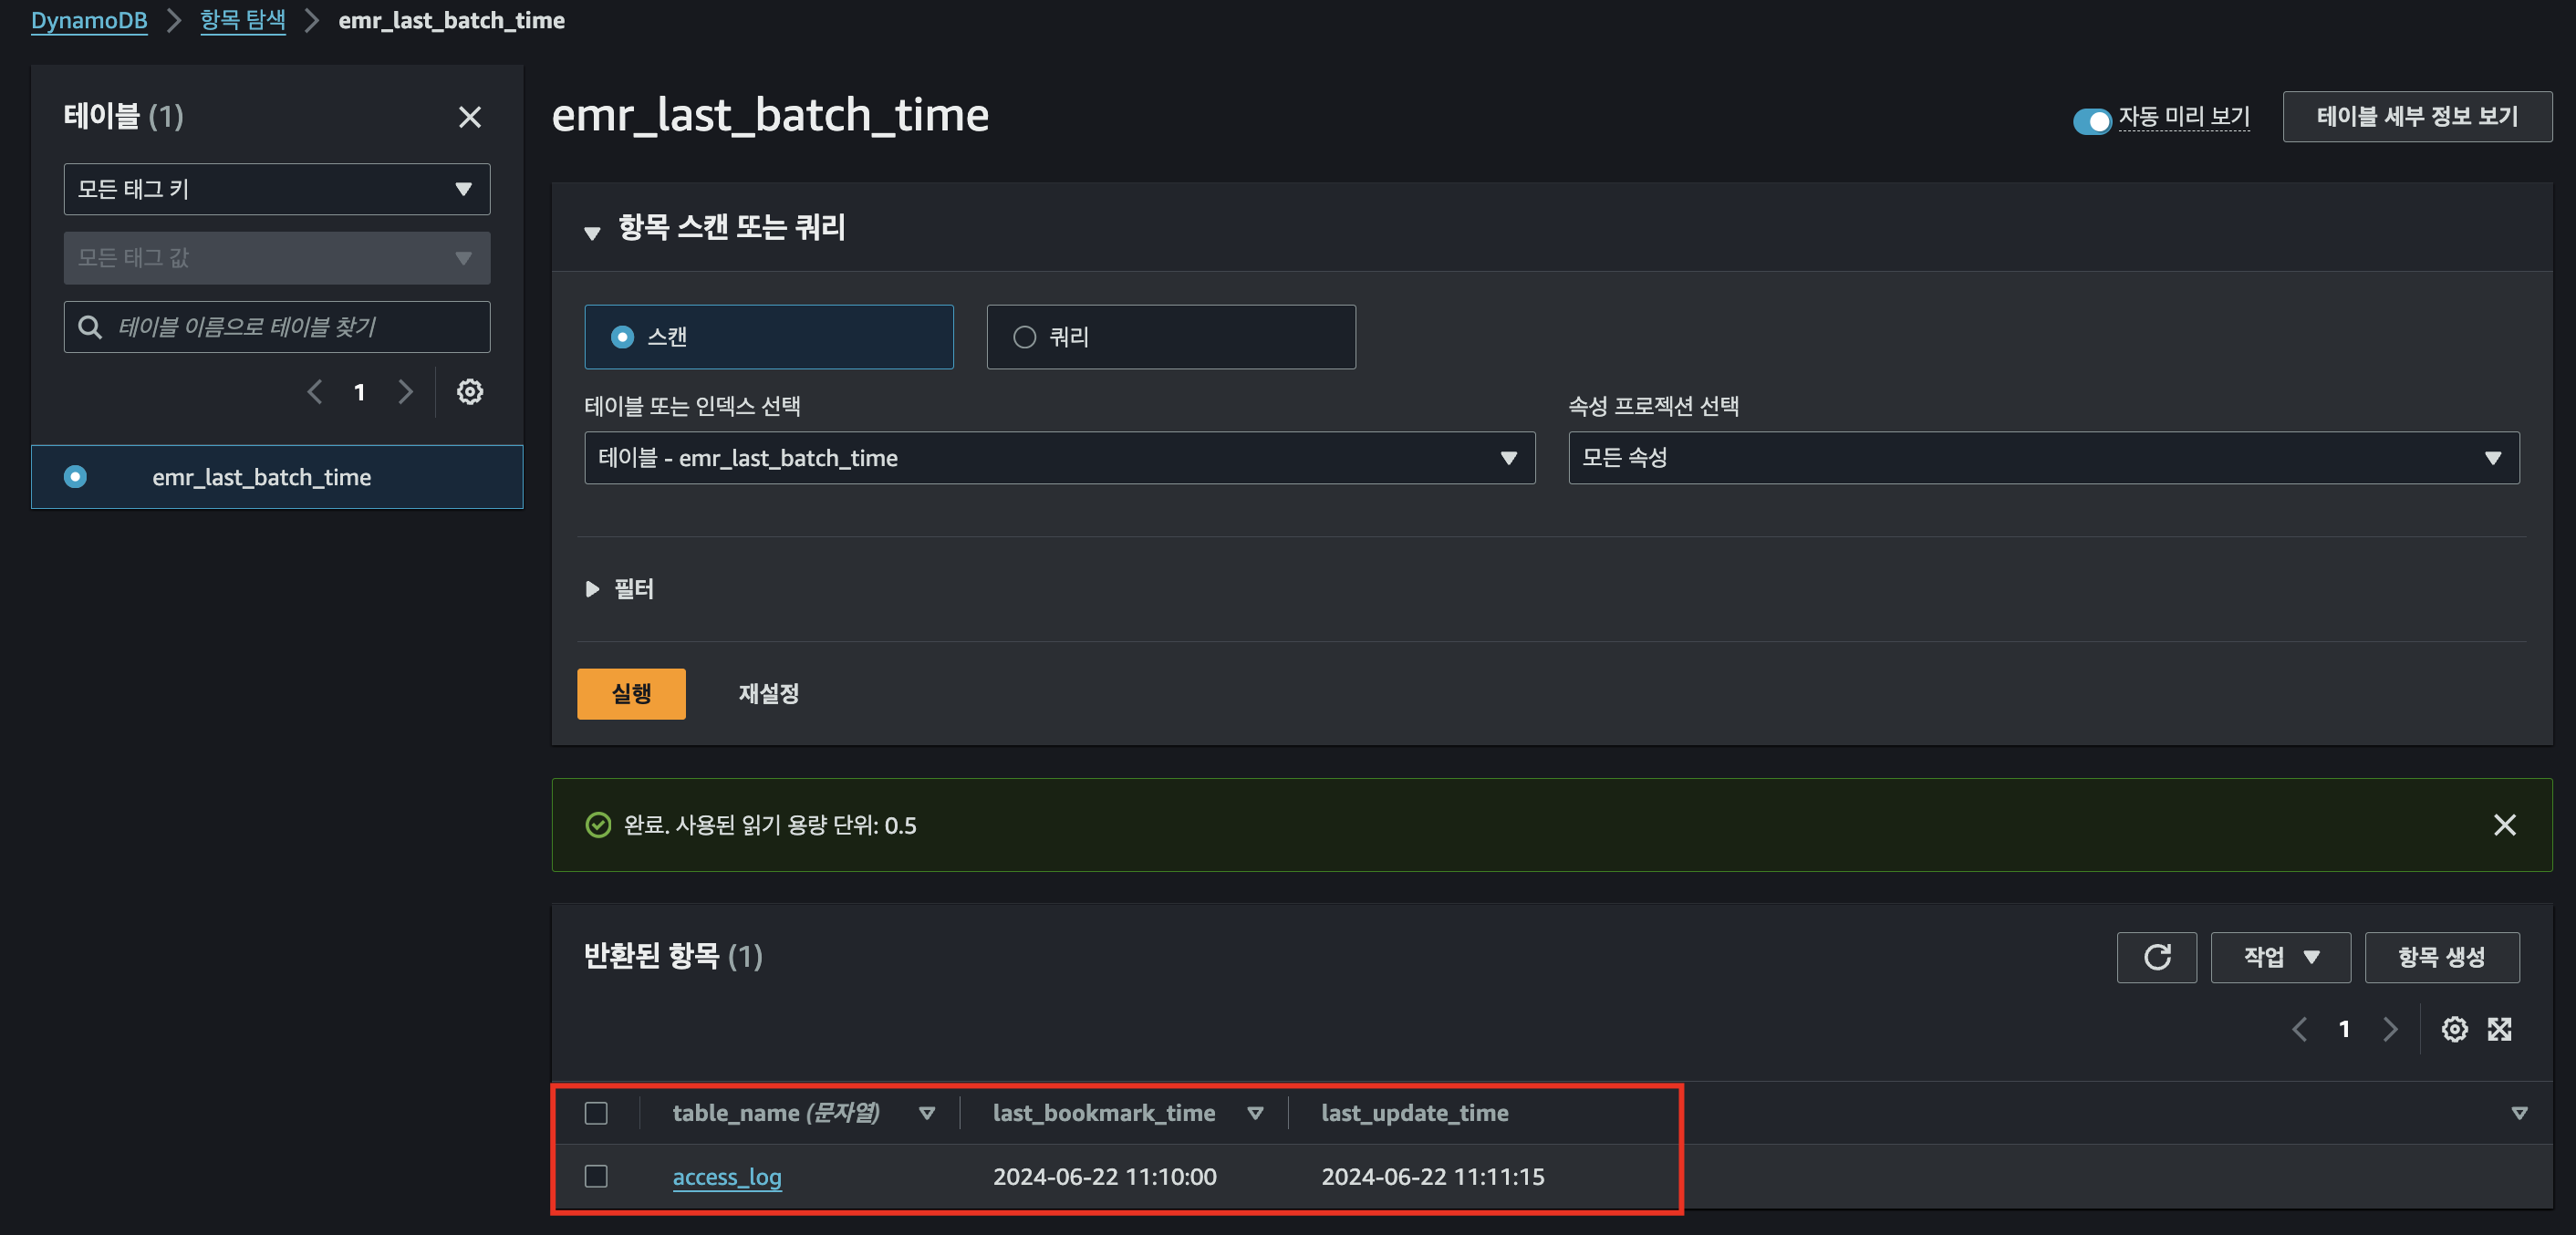 DynamoDB > 항목 탐색 > emr_last_batch_time
테이블 (1)
모든 태그 키
모든 태그 값
테이블 이름으로 테이블 찾기
1
emr_last_batch_time
emr_last_batch_time
자동 미리 보기
테이블 세부 정보 보기
항목 스캔 또는 쿼리
스캔
쿼리
테이블 또는 인덱스 선택
속성 프로젝션 선택
테이블 - emr_last_batch_time
모든 속성
필터
실행
재설정
완료. 사용된 읽기 용량 단위: 0.5
반환된 항목 (1)
작업
항목 생성
1
table_name (문자열)
last_bookmark_time
last_update_time
access_log
2024-06-22 11:10:00
2024-06-22 11:11:15